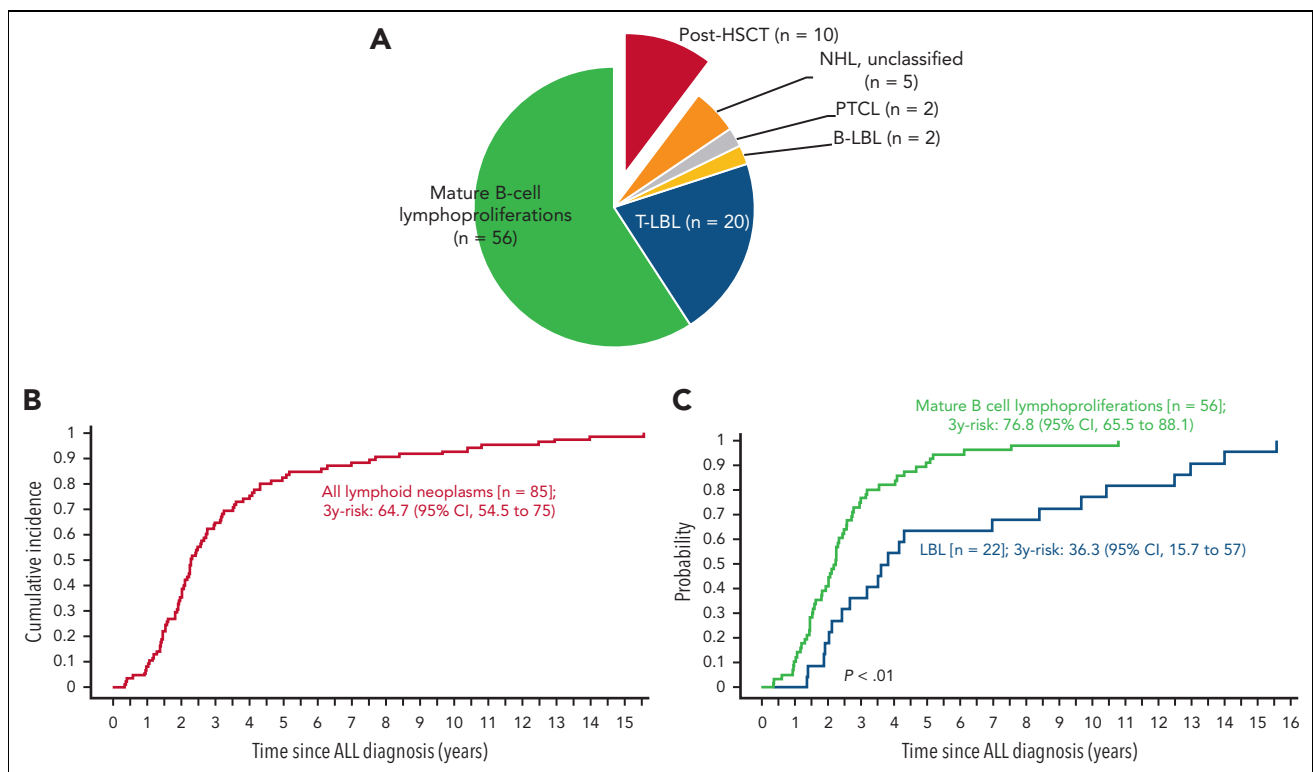 A
Post-HSCT (n = 10)
NHL, unclassified
(n = 5)
PTCL (n = 2)
B-LBL (n = 2)
Mature B-cell
lymphoproliferations
(n = 56)
T-LBL (n = 20)
B
1
0.9
0.8
0.7
0.6
0.5
0.4
0.3
0.2
0.1
0
Cumulative incidence
All lymphoid neoplasms [n = 85];
3y-risk: 64.7 (95% CI, 54.5 to 75)
0 1 2 3 4 5 6 7 8 9 10 11 12 13 14 15
Time since ALL diagnosis (years)
C
Mature B cell lymphoproliferations [n = 56];
3y-risk: 76.8 (95% CI, 65.5 to 88.1)
1
0.9
0.8
0.7
0.6
0.5
0.4
0.3
0.2
0.1
0
Probability
LBL [n = 22]; 3y-risk: 36.3 (95% CI, 15.7 to 57)
P < .01
0 1 2 3 4 5 6 7 8 9 10 11 12 13 14 15 16
Time since ALL diagnosis (years)